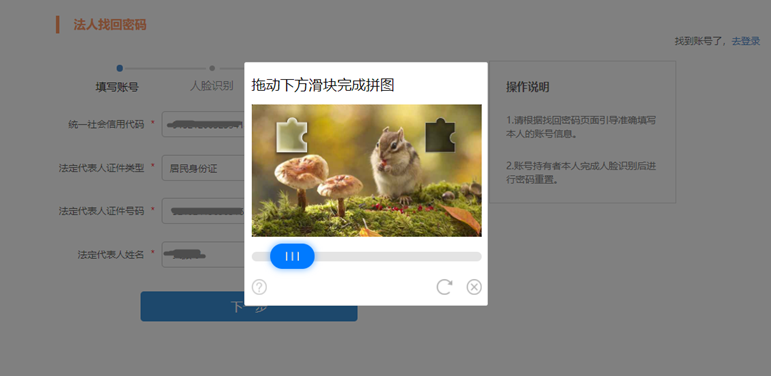 法人找回密码
找到账号了，去登录
填写账号
人脸识别
统一社会信用代码 *
法定代表人证件类型 * 居民身份证
法定代表人证件号码 *
法定代表人姓名 *
下一步
拖动下方滑块完成拼图
操作说明
1.请根据找回密码页面引导准确填写
本人的账号信息。
2.账号持有者本人完成人脸识别后进
行密码重置。